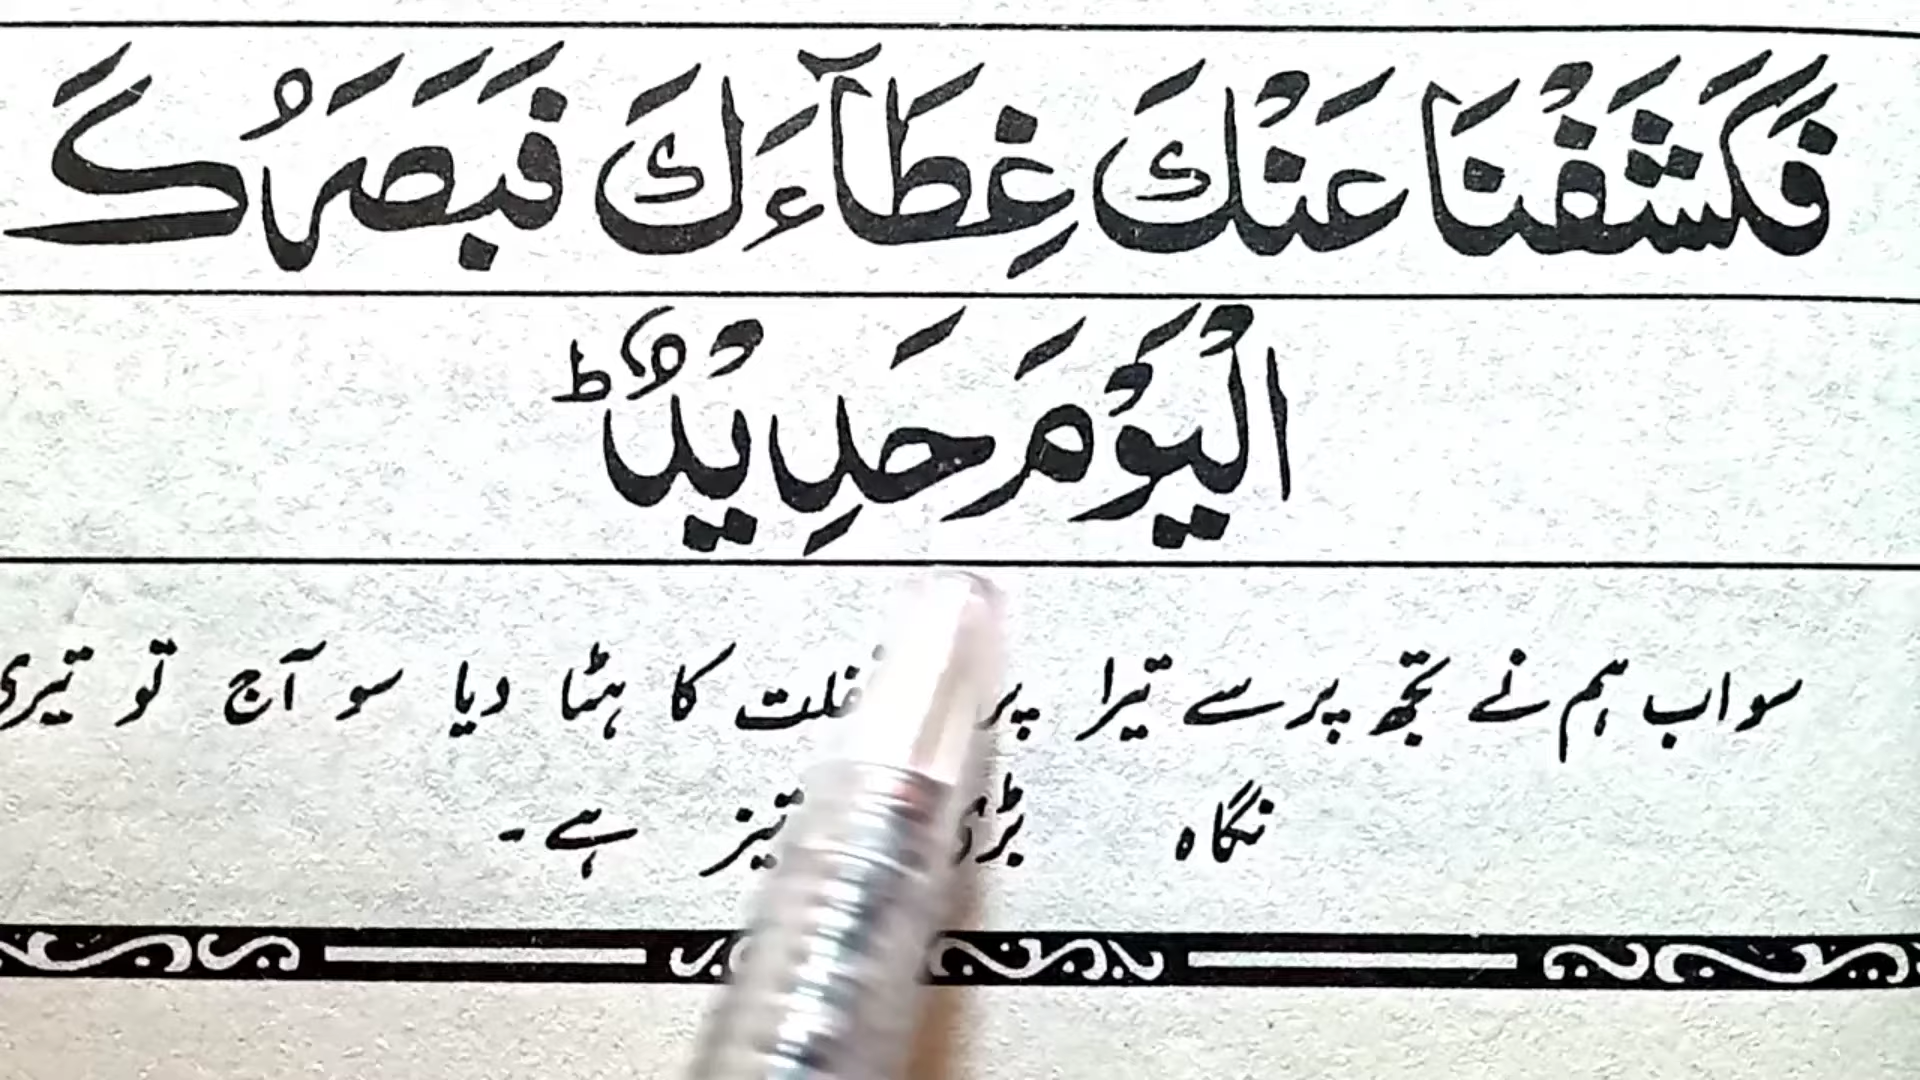 فَكَشَفْنَا عَنْكَ غِطَآءَكَ فَبَصَرُكَ
الْيَوْمَ حَدِيْدٌ ؕ
سو اب ہم نے تجھ پر سے تیرا کا ہٹا دیا سو آج تو تیری
نگاہ تیز ہے۔